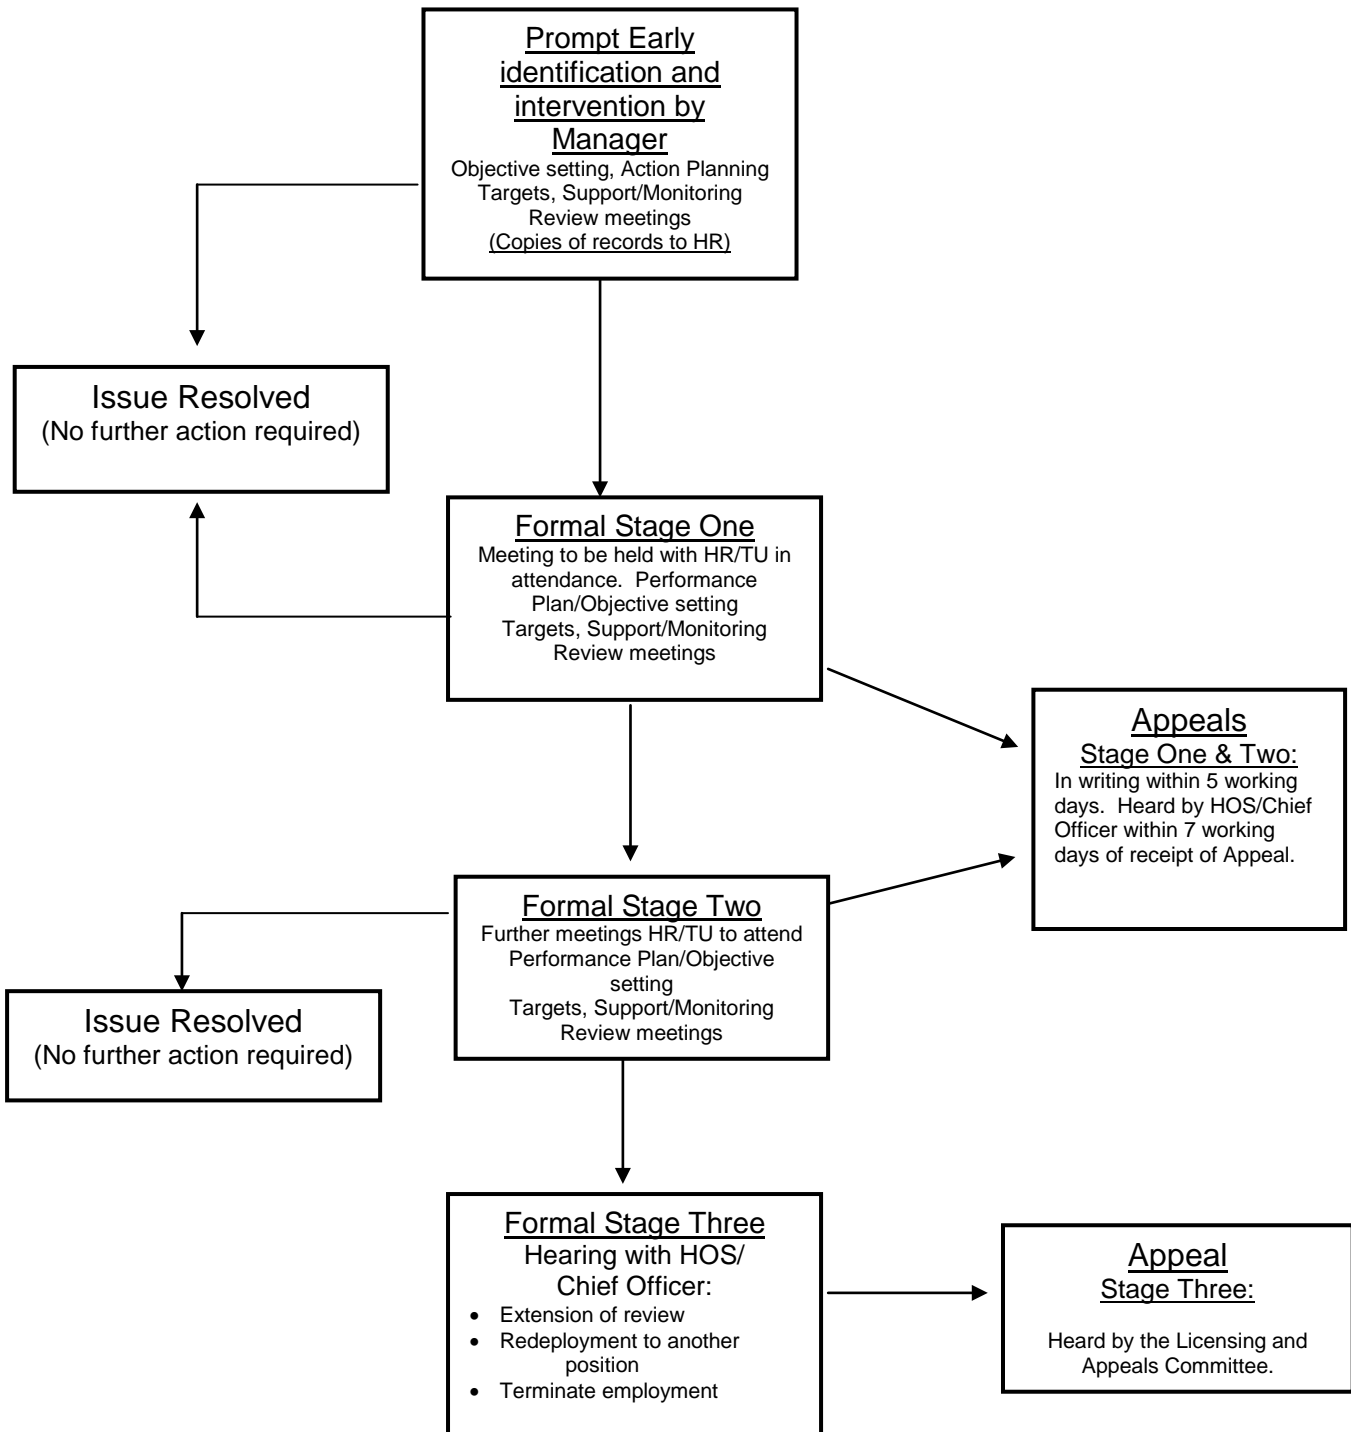 Prompt Early
identification and
intervention by
Manager
Objective setting, Action Planning
Targets, Support/Monitoring
Review meetings
(Copies of records to HR)
Issue Resolved
(No further action required)
Formal Stage One
Meeting to be held with HR/TU in
attendance.  Performance
Plan/Objective setting
Targets, Support/Monitoring
Review meetings
Appeals
Stage One & Two:
In writing within 5 working
days.  Heard by HOS/Chief
Officer within 7 working
days of receipt of Appeal.
Formal Stage Two
Further meetings HR/TU to attend
Performance Plan/Objective
setting
Targets, Support/Monitoring
Review meetings
Issue Resolved
(No further action required)
Formal Stage Three
Hearing with HOS/
Chief Officer:
• Extension of review
• Redeployment to another
position
• Terminate employment
Appeal
Stage Three:
Heard by the Licensing and
Appeals Committee.